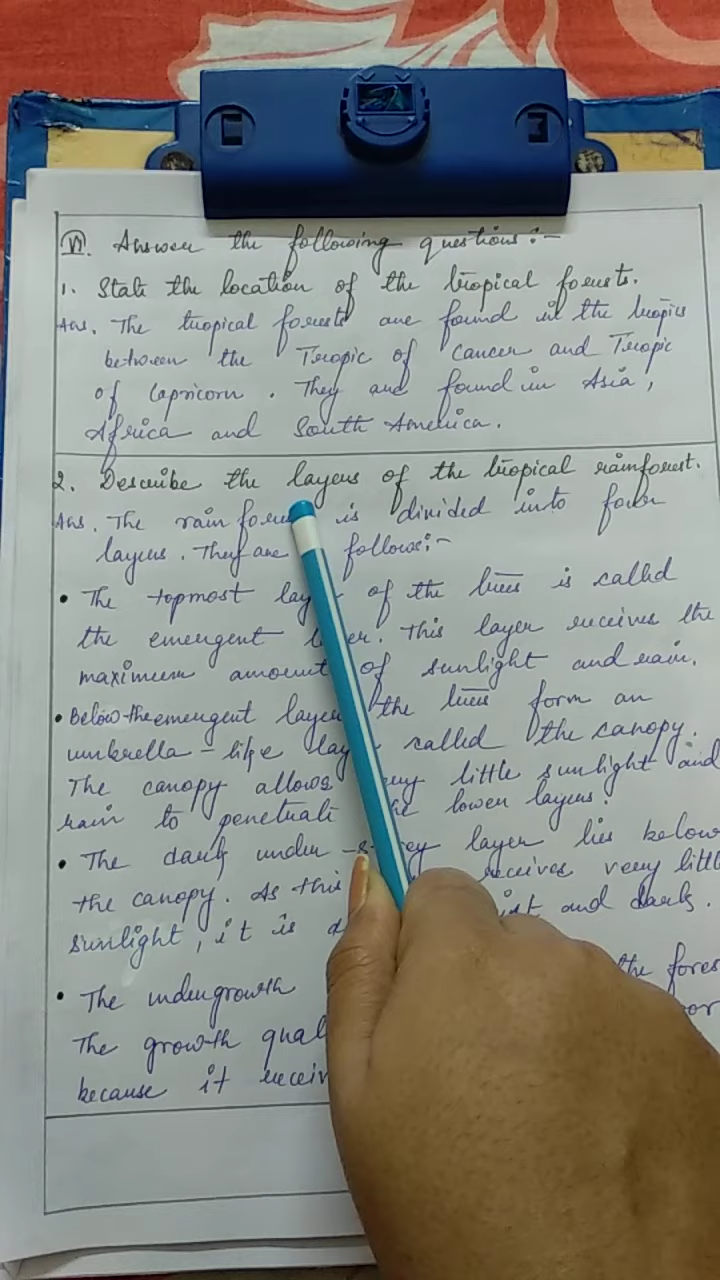 VI. Answer the following questions:-
1. State the location of the tropical forests.
Ans. The tropical forests are found in the tropics
between the Tropic of Cancer and Tropic
of Capricorn. They are found in Asia,
Africa and South America.
2. Describe the layers of the tropical rainforest.
Ans. The rain is divided into four
layers. They are follows:-
• The topmost of the trees is called
the emergent This layer receives the
maximum amount of sunlight and rain.
• Below the emergent layer the trees form an
umbrella-like called the canopy.
The canopy allows little sunlight and
rain to penetrate lower layers.
• The dark under- layer lies below
the canopy. As this receives very little
sunlight, it is and dark.
• The undergrowth the
The growth
because it